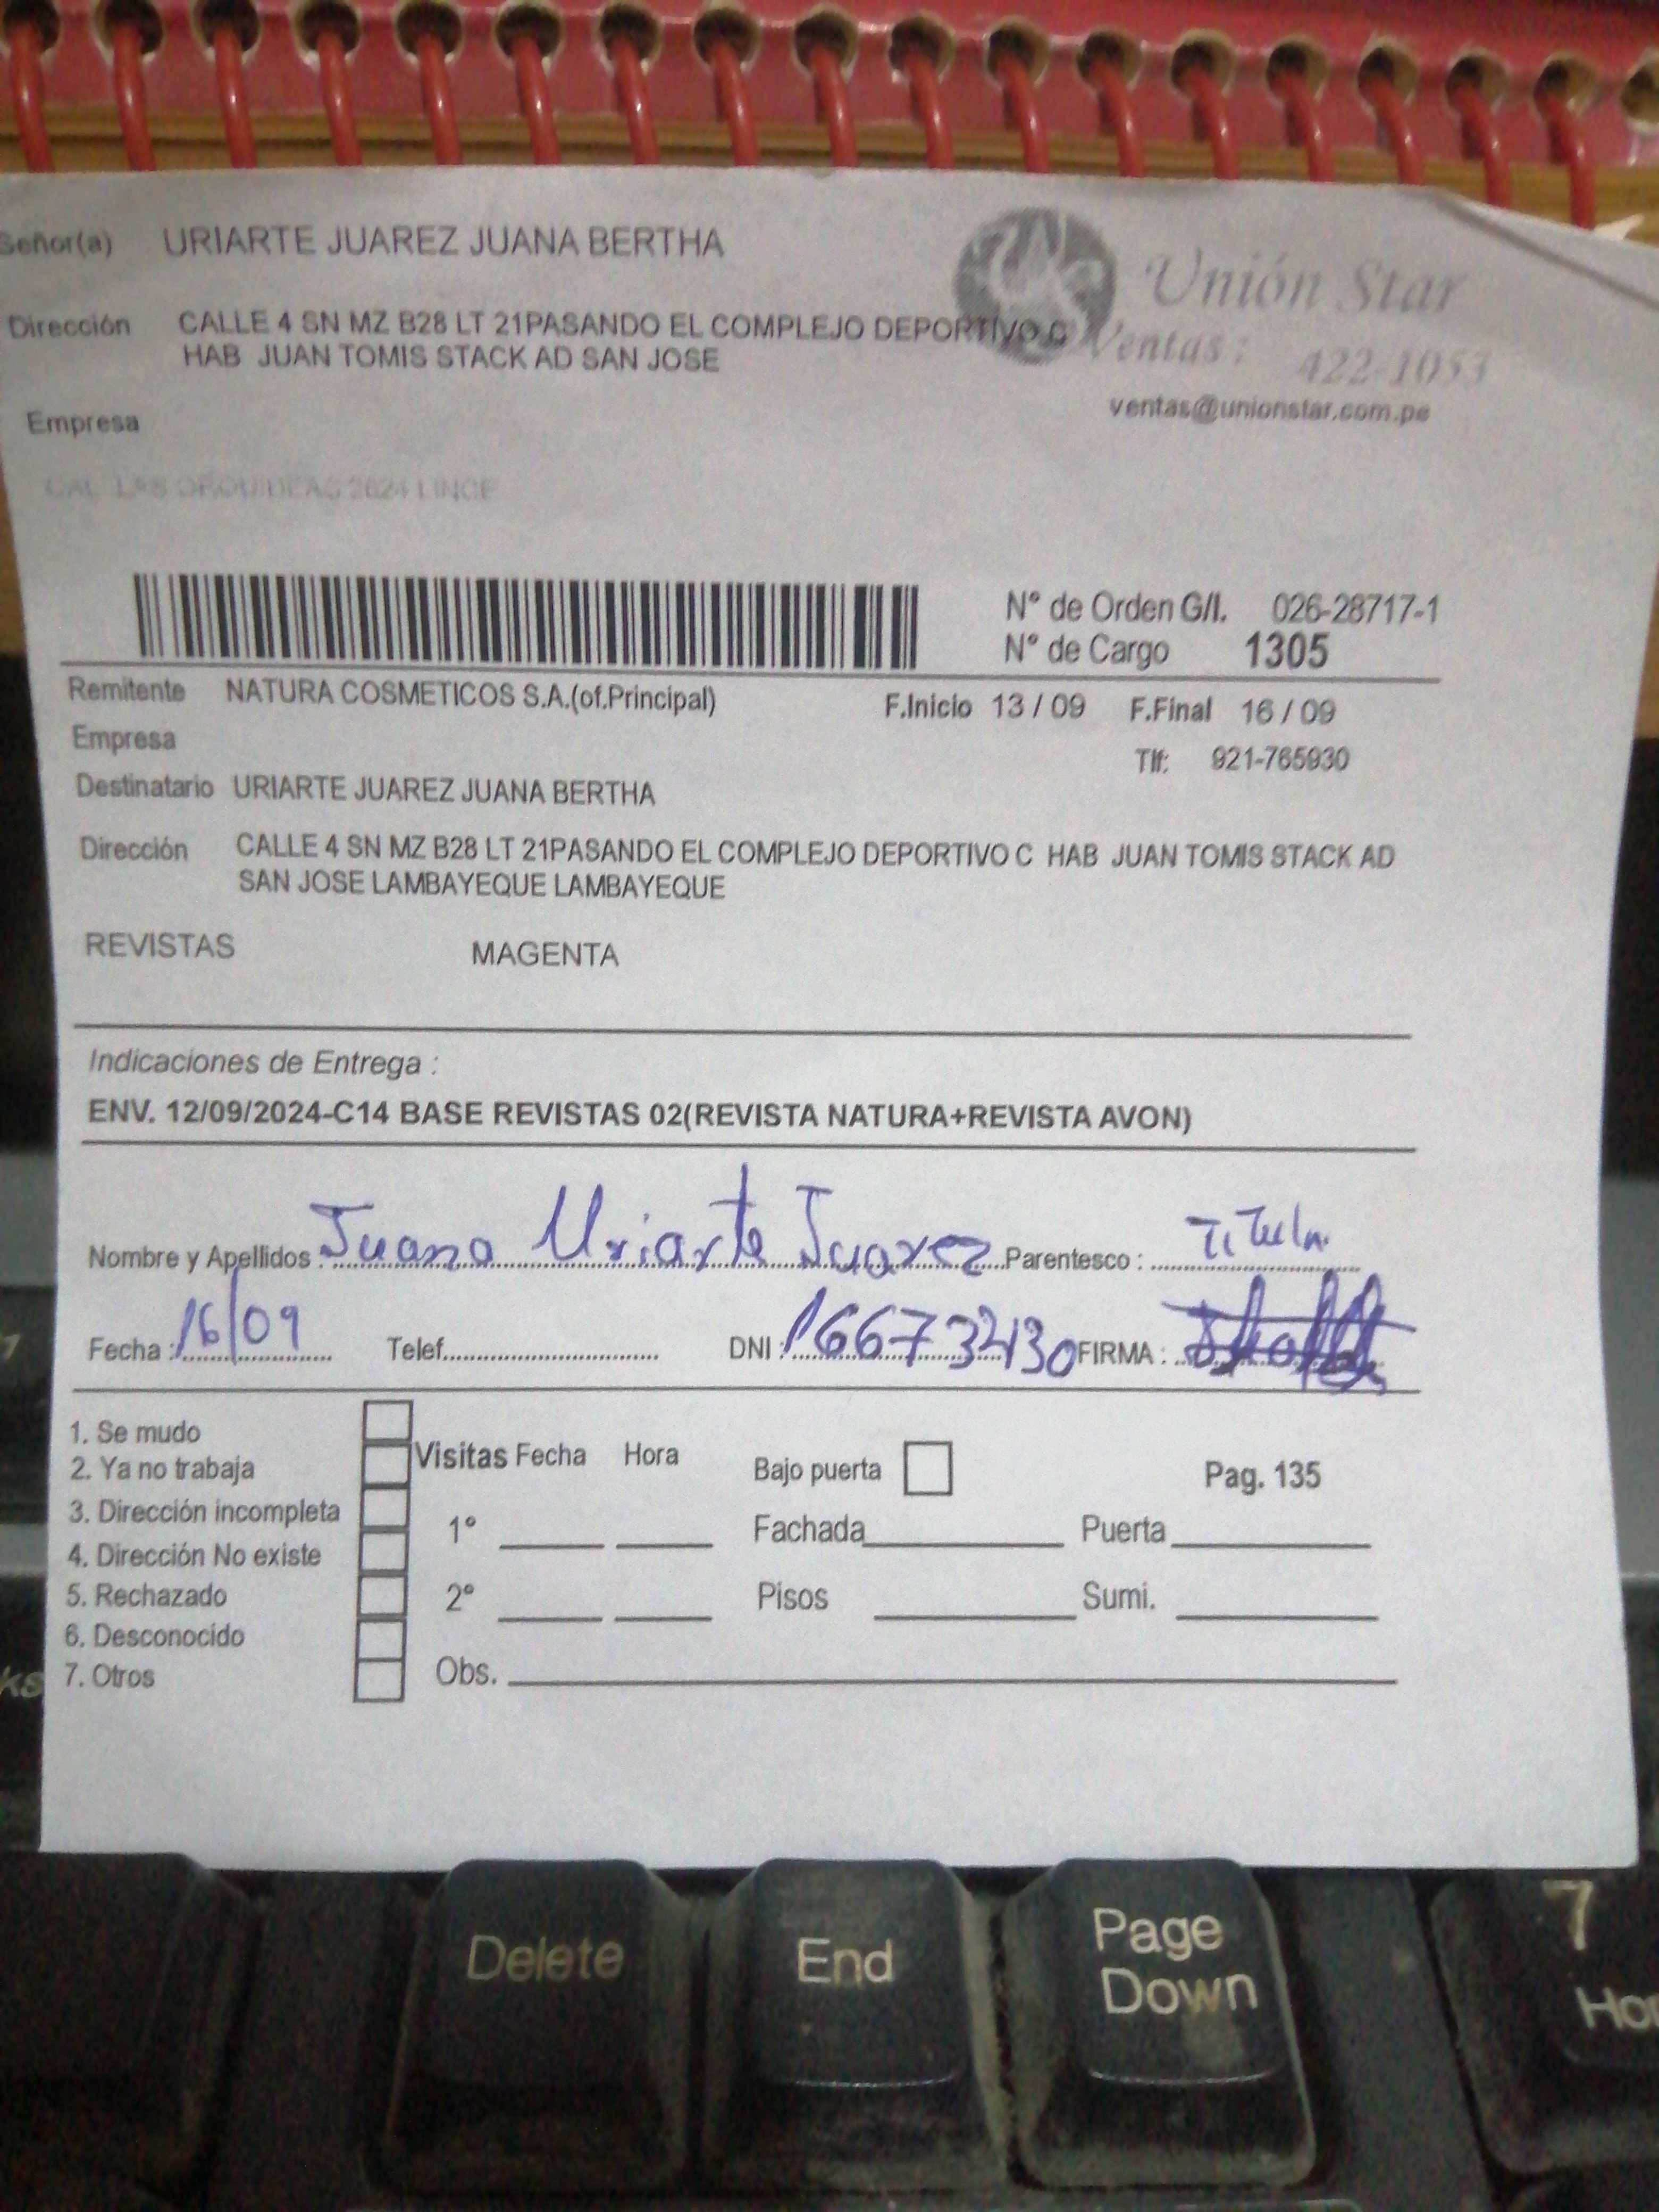 Señor(a) URIARTE JUAREZ JUANA BERTHA
Unión Star
Dirección CALLE 4 SN MZ B28 LT 21PASANDO EL COMPLEJO DEPORTIVO C
HAB JUAN TOMIS STACK AD SAN JOSE
Ventas: 422-1053
ventas@unionstar.com.pe
Empresa
CAL LAS ORQUIDEAS 2624 LINCE
N° de Orden G/I. 026-28717-1
N° de Cargo 1305
Remitente NATURA COSMETICOS S.A.(of.Principal) F.Inicio 13 / 09 F.Final 16 / 09
Empresa
Tlf: 921-765930
Destinatario URIARTE JUAREZ JUANA BERTHA
Dirección CALLE 4 SN MZ B28 LT 21PASANDO EL COMPLEJO DEPORTIVO C HAB JUAN TOMIS STACK AD
SAN JOSE LAMBAYEQUE LAMBAYEQUE
REVISTAS MAGENTA
Indicaciones de Entrega :
ENV. 12/09/2024-C14 BASE REVISTAS 02(REVISTA NATURA+REVISTA AVON)
Nombre y Apellidos : Juana Uriarte Juarez Parentesco : Titular
Fecha : 16/09 Telef. DNI : FIRMA :
1. Se mudo
2. Ya no trabaja
3. Dirección incompleta
4. Dirección No existe
5. Rechazado
6. Desconocido
7. Otros
Visitas Fecha Hora Bajo puerta Pag. 135
1° Fachada Puerta
2° Pisos Sumi.
Obs.
Delete
End
Page
Down
7